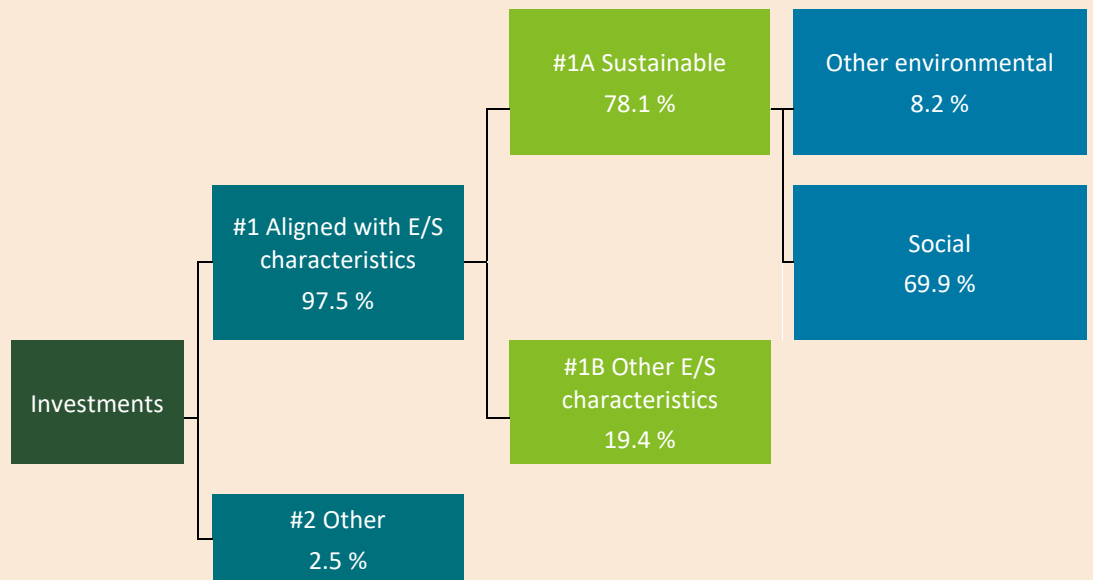 #1A Sustainable
78.1 %
Other environmental
8.2 %
#1 Aligned with E/S
characteristics
97.5 %
Social
69.9 %
Investments
#1B Other E/S
characteristics
19.4 %
#2 Other
2.5 %